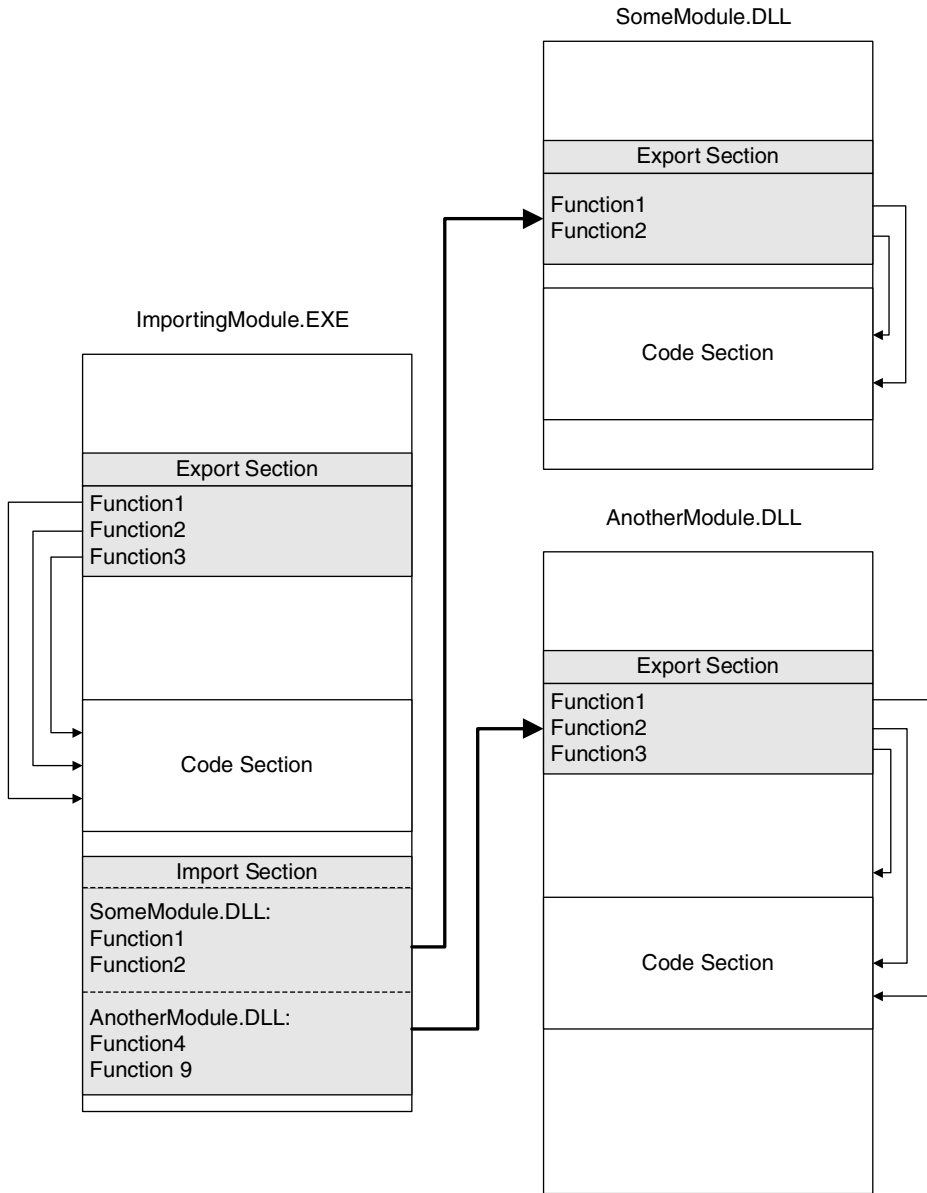 SomeModule.DLL
Export Section
Function1
Function2
Code Section
ImportingModule.EXE
Export Section
Function1
Function2
Function3
Code Section
Import Section
SomeModule.DLL:
Function1
Function2
AnotherModule.DLL:
Function4
Function 9
AnotherModule.DLL
Export Section
Function1
Function2
Function3
Code Section